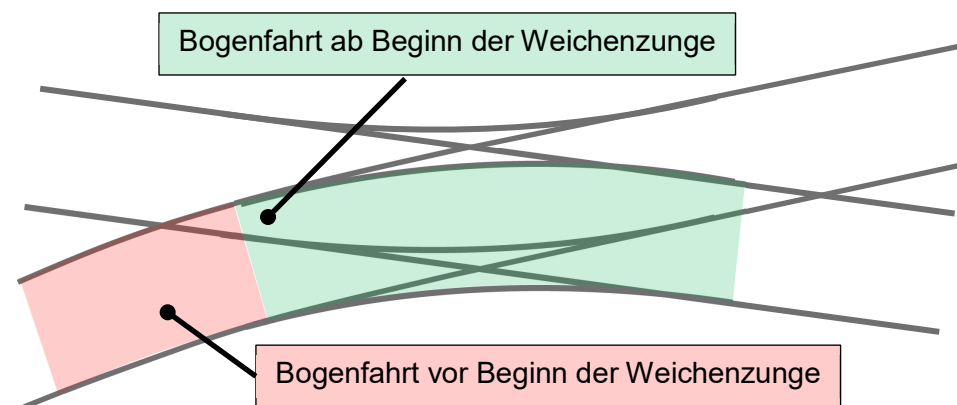 Bogenfahrt ab Beginn der Weichenzunge
Bogenfahrt vor Beginn der Weichenzunge